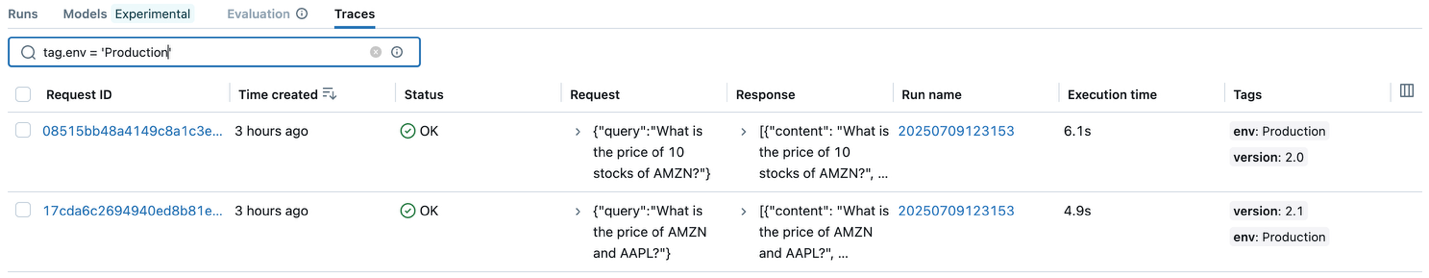 Runs Models Experimental Evaluation Traces
tag.env = 'Production'
Request ID Time created Status Request Response Run name Execution time Tags
08515bb48a4149c8a1c3e... 3 hours ago OK {"query":"What is the price of 10 stocks of AMZN?"} [{"content": "What is the price of 10 stocks of AMZN?", ... 20250709123153 6.1s env: Production version: 2.0
17cda6c2694940ed8b81e... 3 hours ago OK {"query":"What is the price of AMZN and AAPL?"} [{"content": "What is the price of AMZN and AAPL?", ... 20250709123153 4.9s version: 2.1 env: Production